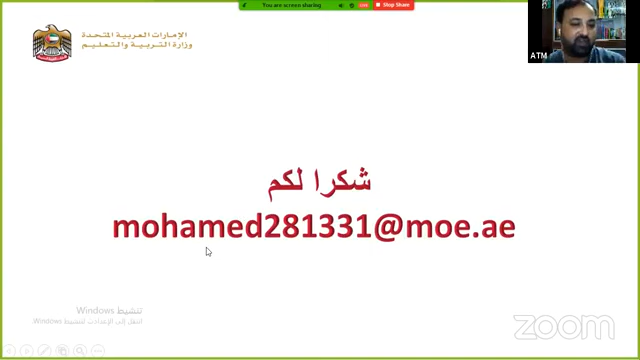 You are screen sharing
Stop Share
الإمارات العربية المتحدة
وزارة التربية والتعليم
ATM
شكرا لكم
mohamed281331@moe.ae
تنشيط Windows
انتقل إلى الإعدادات لتنشيط Windows.
zoom